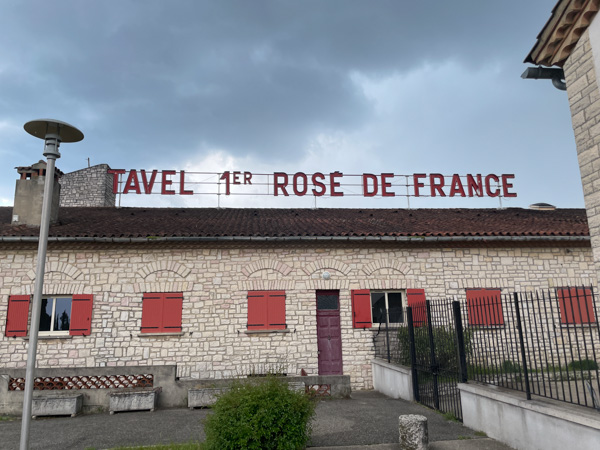 TAVEL 1ER ROSÉ DE FRANCE